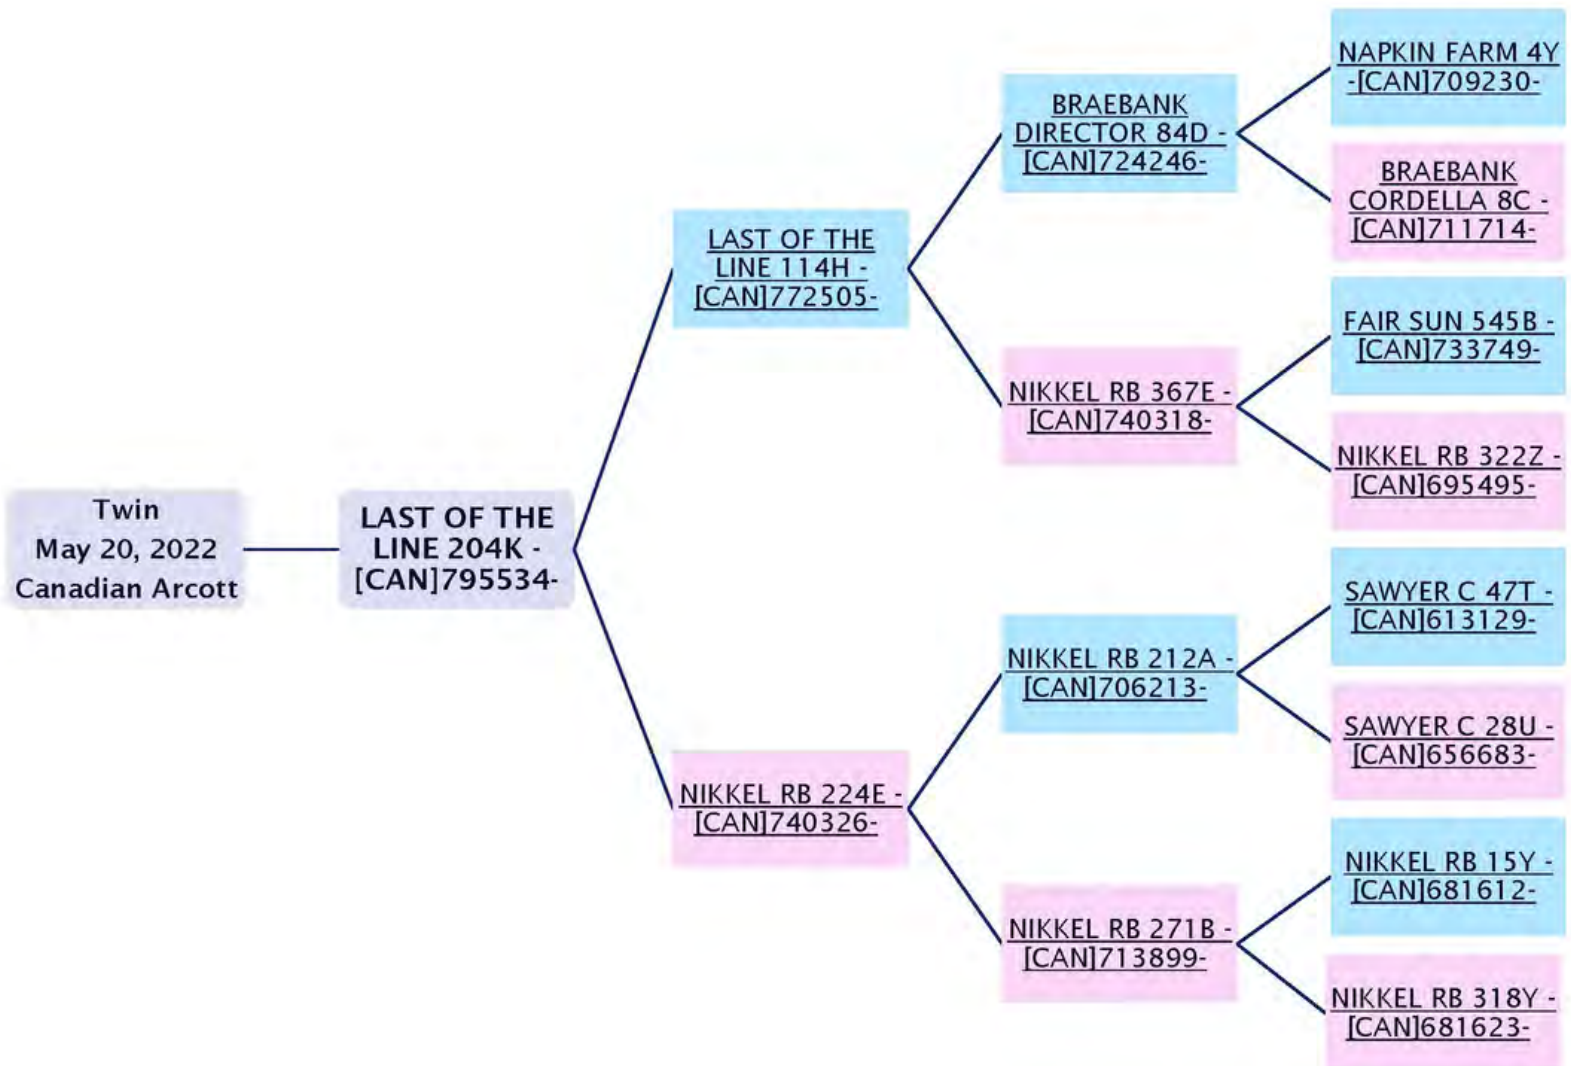 Twin
May 20, 2022
Canadian Arcott
LAST OF THE
LINE 204K -
[CAN]795534-
LAST OF THE
LINE 114H -
[CAN]772505-
NIKKEL RB 224E -
[CAN]740326-
BRAEBANK
DIRECTOR 84D -
[CAN]724246-
NIKKEL RB 367E -
[CAN]740318-
NIKKEL RB 212A -
[CAN]706213-
NIKKEL RB 271B -
[CAN]713899-
NAPKIN FARM 4Y
-[CAN]709230-
BRAEBANK
CORDELLA 8C -
[CAN]711714-
FAIR SUN 545B -
[CAN]733749-
NIKKEL RB 322Z -
[CAN]695495-
SAWYER C 47T -
[CAN]613129-
SAWYER C 28U -
[CAN]656683-
NIKKEL RB 15Y -
[CAN]681612-
NIKKEL RB 318Y -
[CAN]681623-